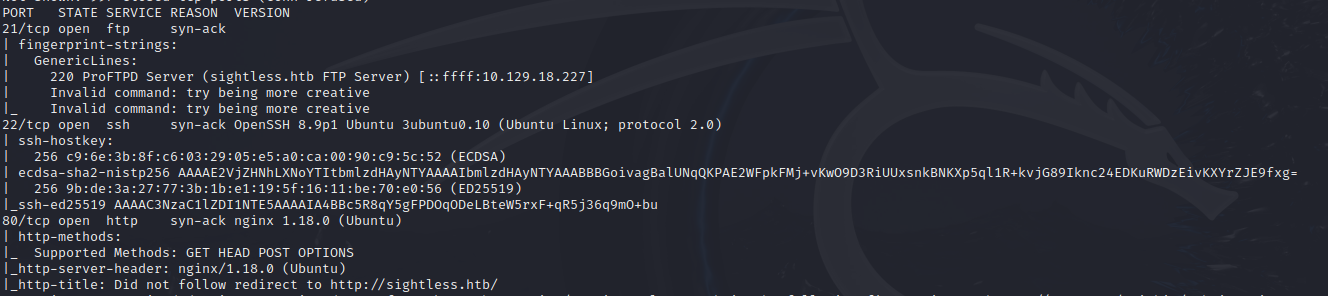 PORT   STATE SERVICE REASON  VERSION
21/tcp open  ftp     syn-ack
| fingerprint-strings:
|   GenericLines:
|     220 ProFTPD Server (sightless.htb FTP Server) [::ffff:10.129.18.227]
|     Invalid command: try being more creative
|_    Invalid command: try being more creative
22/tcp open  ssh     syn-ack OpenSSH 8.9p1 Ubuntu 3ubuntu0.10 (Ubuntu Linux; protocol 2.0)
| ssh-hostkey:
|   256 c9:6e:3b:8f:c6:03:29:05:e5:a0:ca:00:90:c9:5c:52 (ECDSA)
| ecdsa-sha2-nistp256 AAAAE2VjZHNhLXNoYTItbmlzdHAyNTYAAAAIbmlzdHAyNTYAAABBBGoivagBalUNqQKPAE2WFpkFMj+vKwO9D3RiUUxsnkBNKXp5ql1R+kvjG89Iknc24EDKuRWDzEivKXYrZJE9fxg=
|   256 9b:de:3a:27:77:3b:1b:e1:19:5f:16:11:be:70:e0:56 (ED25519)
|_ssh-ed25519 AAAAC3NzaC1lZDI1NTE5AAAAIA4BBc5R8qY5gFPDOqODeLBteW5rxF+qR5j36q9mO+bu
80/tcp open  http    syn-ack nginx 1.18.0 (Ubuntu)
| http-methods:
|_  Supported Methods: GET HEAD POST OPTIONS
|_http-server-header: nginx/1.18.0 (Ubuntu)
|_http-title: Did not follow redirect to http://sightless.htb/